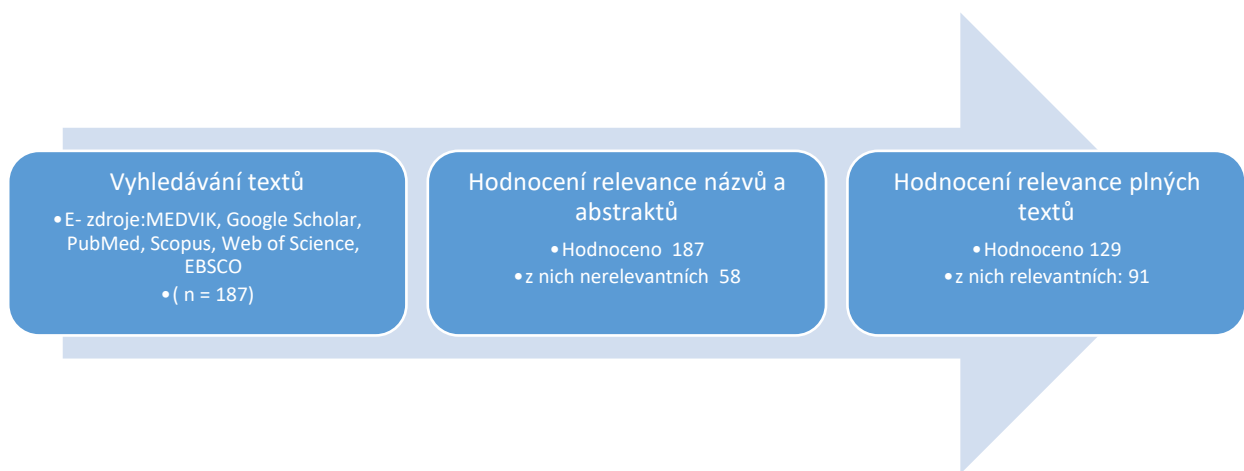 Vyhledávání textů
•E- zdroje:MEDVIK, Google Scholar,
PubMed, Scopus, Web of Science,
EBSCO
•( n = 187)
Hodnocení relevance názvů a
abstraktů
•Hodnoceno 187
•z nich nerelevantních 58
Hodnocení relevance plných
textů
•Hodnoceno 129
•z nich relevantních: 91